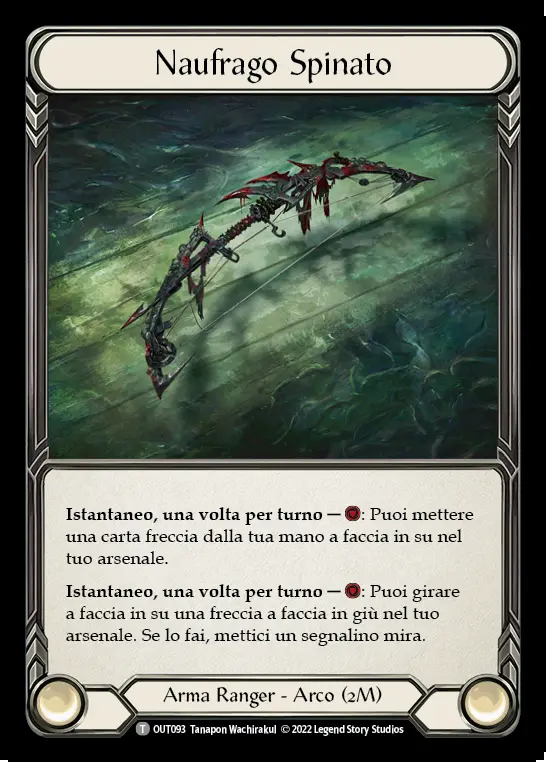 Naufrago Spinato
Istantaneo, una volta per turno — : Puoi mettere
una carta freccia dalla tua mano a faccia in su nel
tuo arsenale.
Istantaneo, una volta per turno — : Puoi girare
a faccia in su una freccia a faccia in giù nel tuo
arsenale. Se lo fai, mettici un segnalino mira.
Arma Ranger - Arco (2M)
T OUT093 Tanapon Wachirakul © 2022 Legend Story Studios